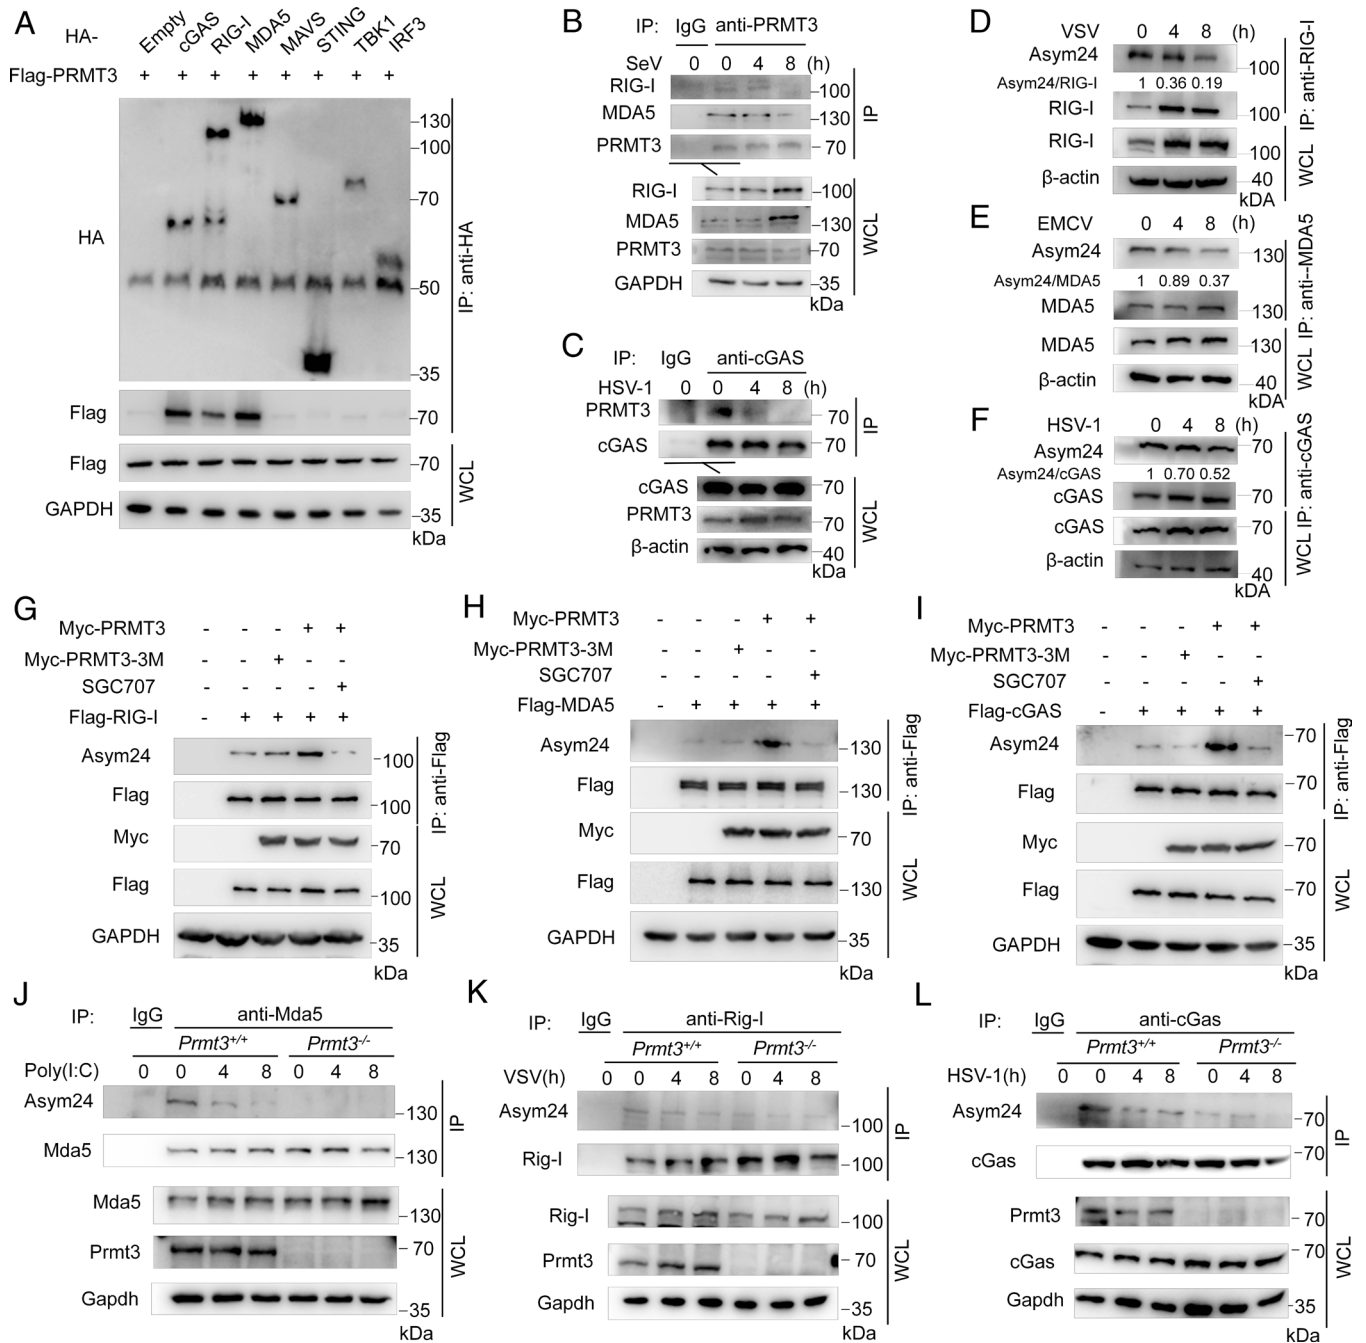 A
HA-
Empty
cGAS
RIG-I
MDA5
MAVS
STING
TBK1
IRF3
Flag-PRMT3 + + + + + + + +
HA
130
100
70
50
35
IP: anti-HA
Flag 70
Flag 70
GAPDH 35
WCL
kDa
B
IP: IgG anti-PRMT3
SeV 0 0 4 8 (h)
RIG-I 100
MDA5 130
PRMT3 70
IP
RIG-I 100
MDA5 130
PRMT3 70
GAPDH 35
WCL
kDa
C
IP: IgG anti-cGAS
HSV-1 0 0 4 8 (h)
PRMT3 70
cGAS 70
IP
cGAS 70
PRMT3 70
β-actin 40
WCL
kDa
D
VSV 0 4 8 (h)
Asym24 100
Asym24/RIG-I 1 0.36 0.19
RIG-I 100
IP: anti-RIG-I
RIG-I 100
β-actin 40
WCL
kDA
E
EMCV 0 4 8 (h)
Asym24 130
Asym24/MDA5 1 0.89 0.37
MDA5 130
IP: anti--MDA5
MDA5 130
β-actin 40
WCL
kDA
F
HSV-1 0 4 8 (h)
Asym24 70
Asym24/cGAS 1 0.70 0.52
cGAS 70
IP: anti-cGAS
cGAS 70
β-actin 40
WCL
kDA
G
Myc-PRMT3 - - - + +
Myc-PRMT3-3M - - + - -
SGC707 - - - - +
Flag-RIG-I - + + + +
Asym24 100
Flag 100
IP: anti-Flag
Myc 70
Flag 100
GAPDH 35
WCL
kDa
H
Myc-PRMT3 - - - + +
Myc-PRMT3-3M - - + - -
SGC707 - - - - +
Flag-MDA5 - + + + +
Asym24 130
Flag 130
IP: anti-Flag
Myc 70
Flag 130
GAPDH 35
WCL
kDa
I
Myc-PRMT3 - - - + +
Myc-PRMT3-3M - - + - -
SGC707 - - - - +
Flag-cGAS - + + + +
Asym24 70
Flag 70
IP: anti-Flag
Myc 70
Flag 70
GAPDH 35
WCL
kDa
J
IP: IgG anti-Mda5
Prmt3+/+ Prmt3-/-
Poly(I:C) 0 0 4 8 0 4 8
Asym24 130
Mda5 130
IP
Mda5 130
Prmt3 70
Gapdh 35
WCL
kDa
K
IP: IgG anti-Rig-I
Prmt3+/+ Prmt3-/-
VSV(h) 0 0 4 8 0 4 8
Asym24 100
Rig-I 100
IP
Rig-I 100
Prmt3 70
Gapdh 35
WCL
kDa
L
IP: IgG anti-cGas
Prmt3+/+ Prmt3-/-
HSV-1(h) 0 0 4 8 0 4 8
Asym24 70
cGas 70
IP
Prmt3 70
cGas 70
Gapdh 35
WCL
kDa